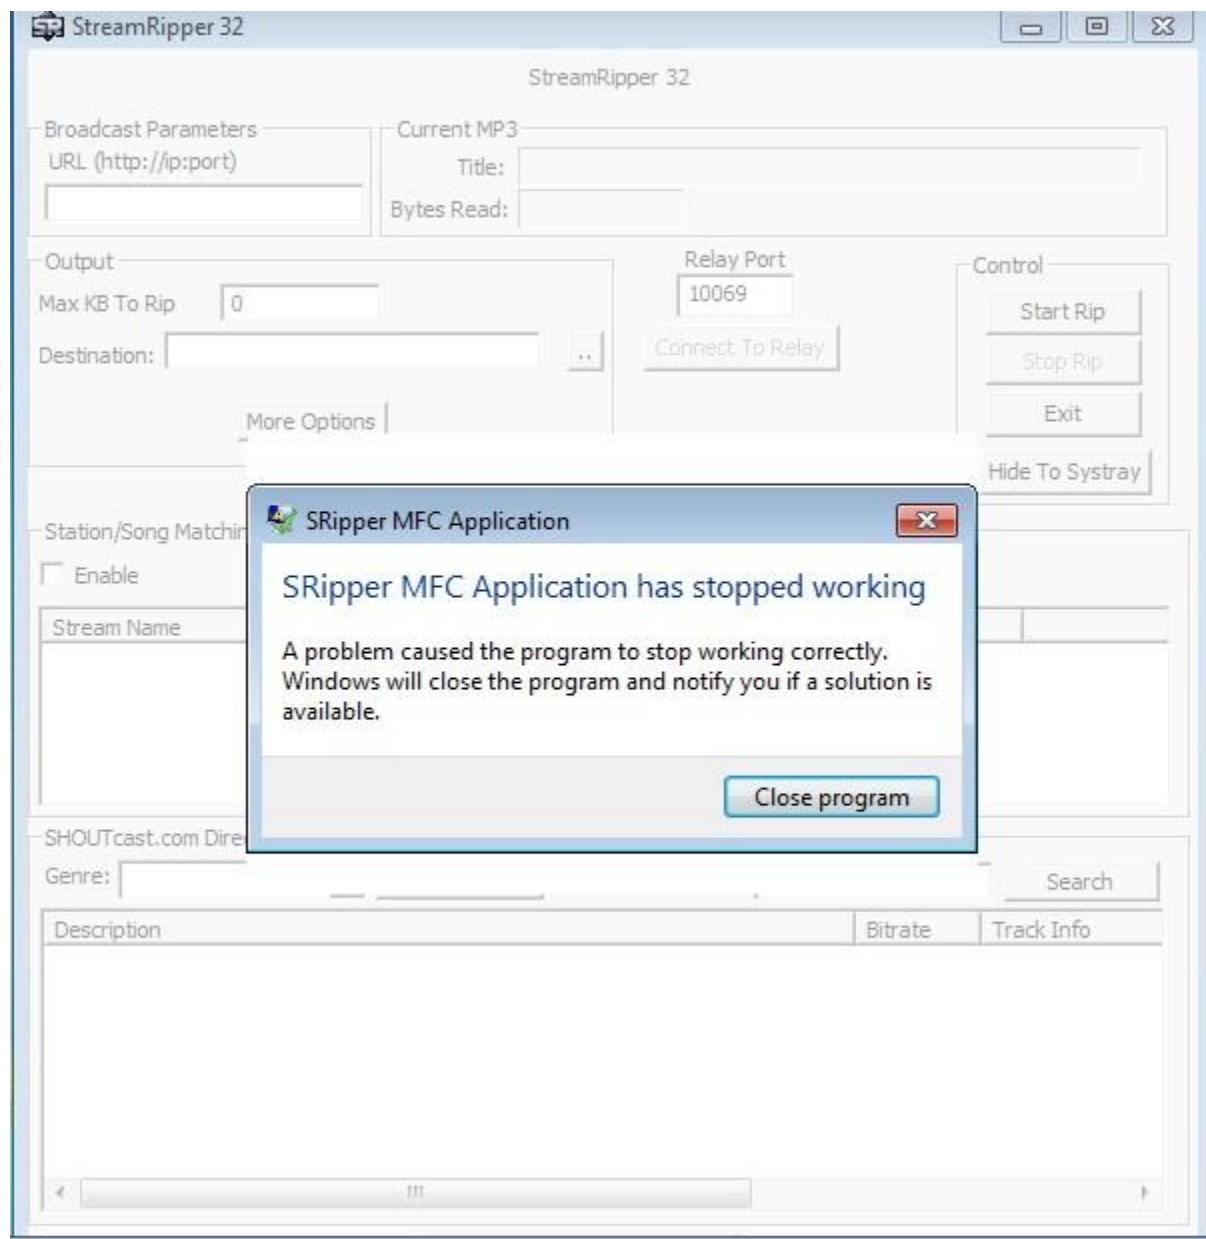 StreamRipper 32
StreamRipper 32
Broadcast Parameters
URL (http://ip:port)
Current MP3
Title:
Bytes Read:
Output
Max KB To Rip 0
Destination: ..
More Options
Relay Port
10069
Connect To Relay
Control
Start Rip
Stop Rip
Exit
Hide To Systray
Station/Song Matchin
Enable
Stream Name
SRipper MFC Application
SRipper MFC Application has stopped working
A problem caused the program to stop working correctly.
Windows will close the program and notify you if a solution is
available.
Close program
SHOUTcast.com Dire
Genre:
Search
Description Bitrate Track Info